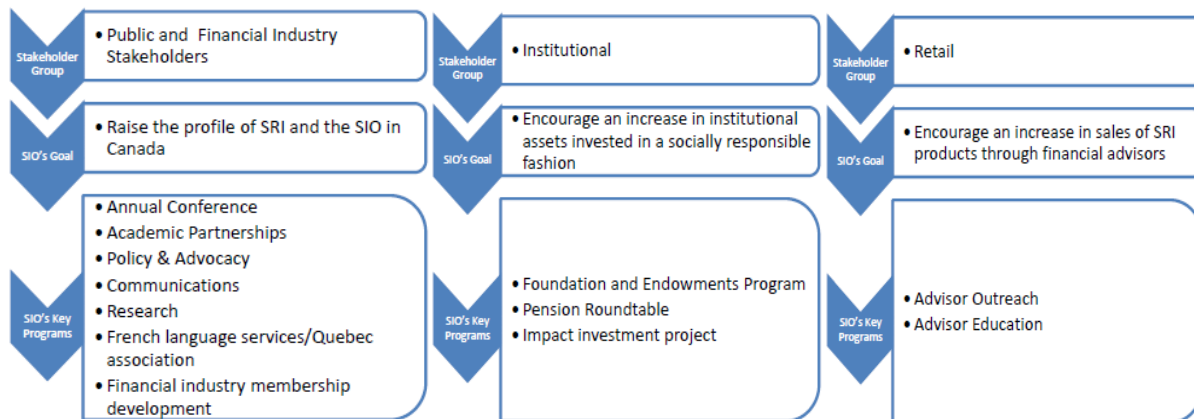 Stakeholder
Group
• Public and Financial Industry
Stakeholders
SIO's Goal
• Raise the profile of SRI and the SIO in
Canada
SIO's Key
Programs
• Annual Conference
• Academic Partnerships
• Policy & Advocacy
• Communications
• Research
• French language services/Quebec
association
• Financial industry membership
development
Stakeholder
Group
• Institutional
SIO's Goal
• Encourage an increase in institutional
assets invested in a socially responsible
fashion
SIO's Key
Programs
• Foundation and Endowments Program
• Pension Roundtable
• Impact investment project
Stakeholder
Group
• Retail
SIO's Goal
• Encourage an increase in sales of SRI
products through financial advisors
SIO's Key
Programs
• Advisor Outreach
• Advisor Education